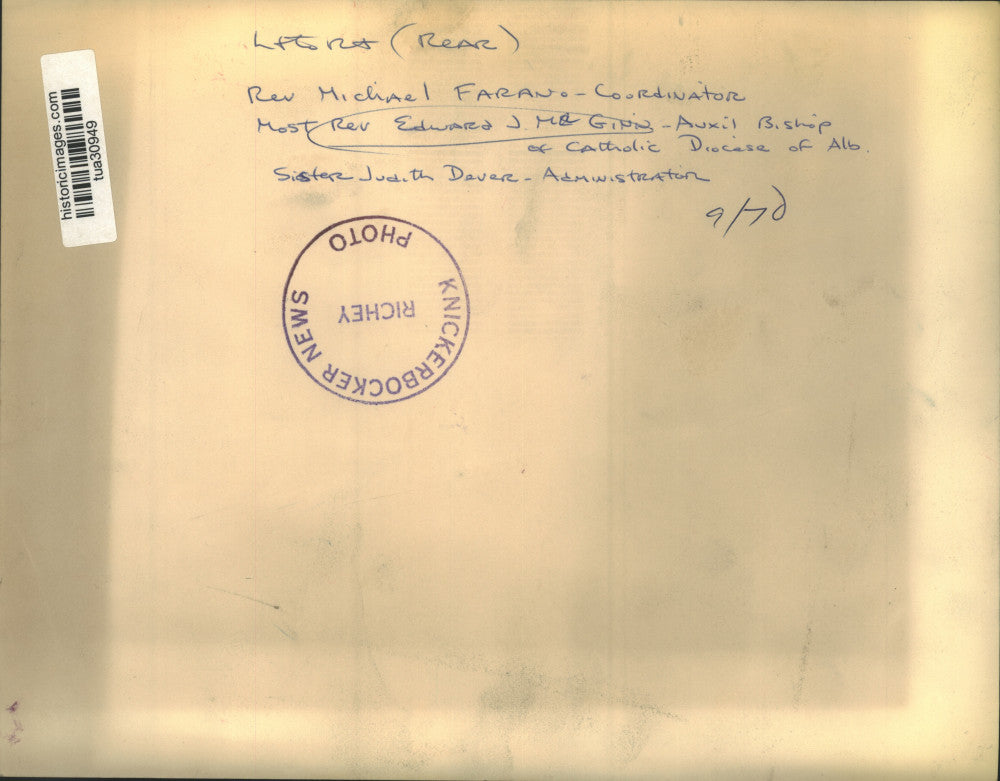 L to Rt (Rear)
Rev Michael FARANO - Coordinator
Most Rev Edward J. McGinn - Auxil Bishop
of Catholic Diocese of Alb.
Sister Judith Dever - Administrator
9/70
KNICKERBOCKER NEWS
PHOTO
RICHEY
historicimages.com
tua30949